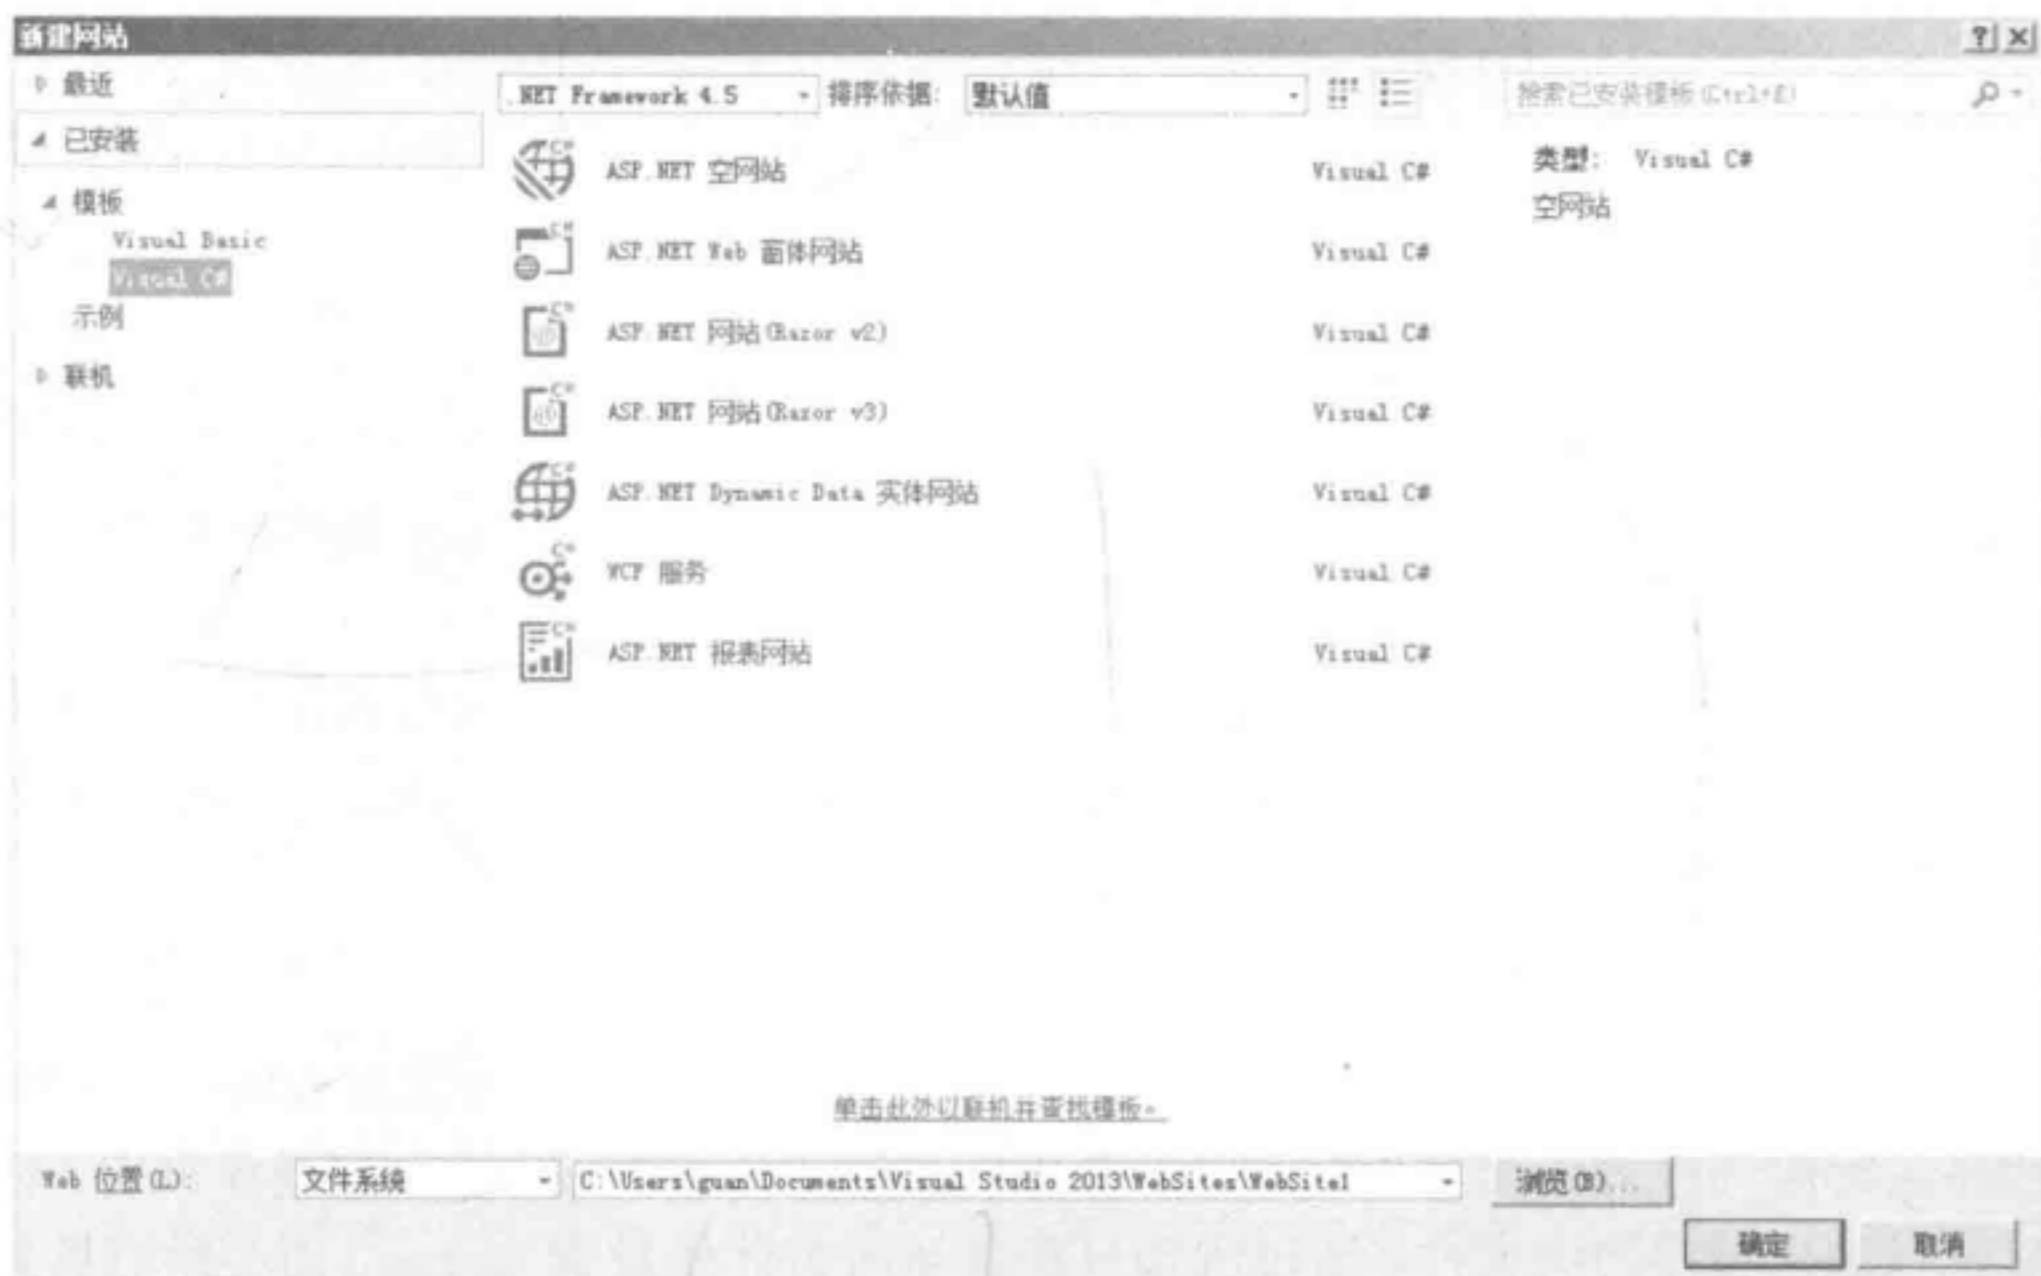 新建网站
最近
已安装
模板
Visual Basic
Visual C#
示例
联机
.NET Framework 4.5 排序依据: 默认值
搜索已安装模板(Ctrl+E)
ASP.NET 空网站 Visual C#
ASP.NET Web 窗体网站 Visual C#
ASP.NET 网站(Razor v2) Visual C#
ASP.NET 网站(Razor v3) Visual C#
ASP.NET Dynamic Data 实体网站 Visual C#
WCF 服务 Visual C#
ASP.NET 报表网站 Visual C#
类型: Visual C#
空网站
单击此处以联机并查找模板。
Web 位置(L): 文件系统 C:\Users\guan\Documents\Visual Studio 2013\WebSites\WebSite1 浏览(B)...
确定 取消